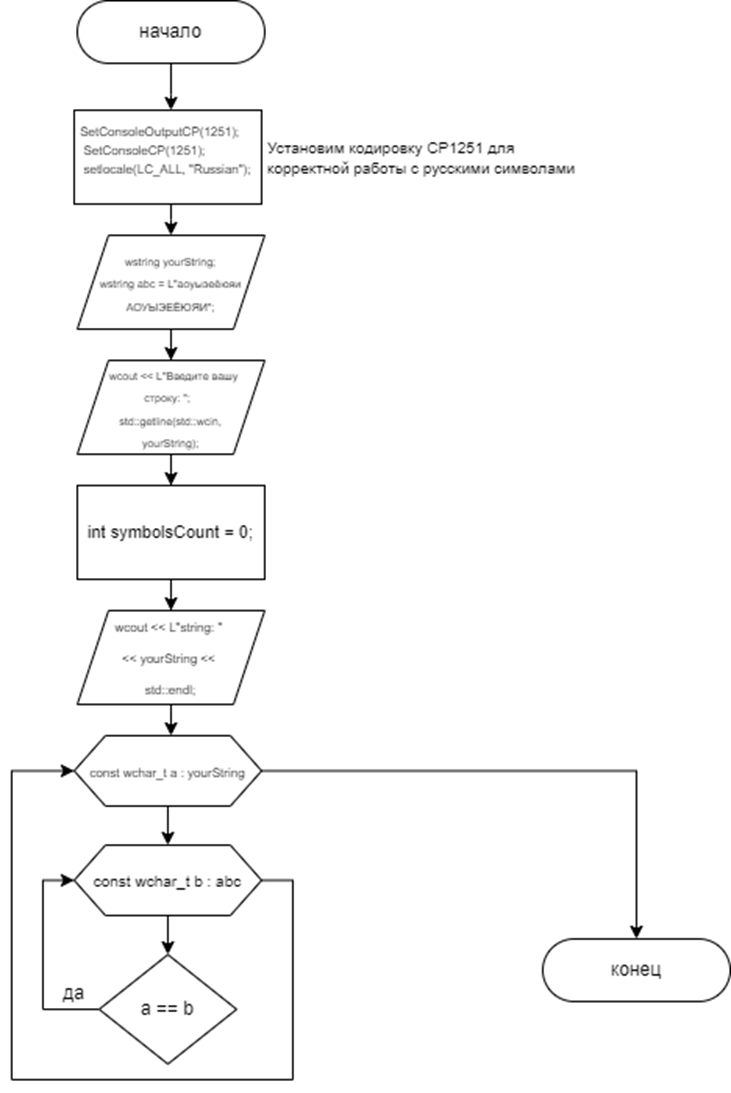 начало
SetConsoleOutputCP(1251);
SetConsoleCP(1251);
setlocale(LC_ALL, "Russian");
Установим кодировку CP1251 для
корректной работы с русскими символами
wstring yourString;
wstring abc = L"аоуыэеёюяи
АОУЫЭЕЁЮЯИ";
wcout << L"Введите вашу
строку: ";
std::getline(std::wcin,
yourString);
int symbolsCount = 0;
wcout << L"string: "
<< yourString <<
std::endl;
const wchar_t a : yourString
const wchar_t b : abc
да
a == b
конец